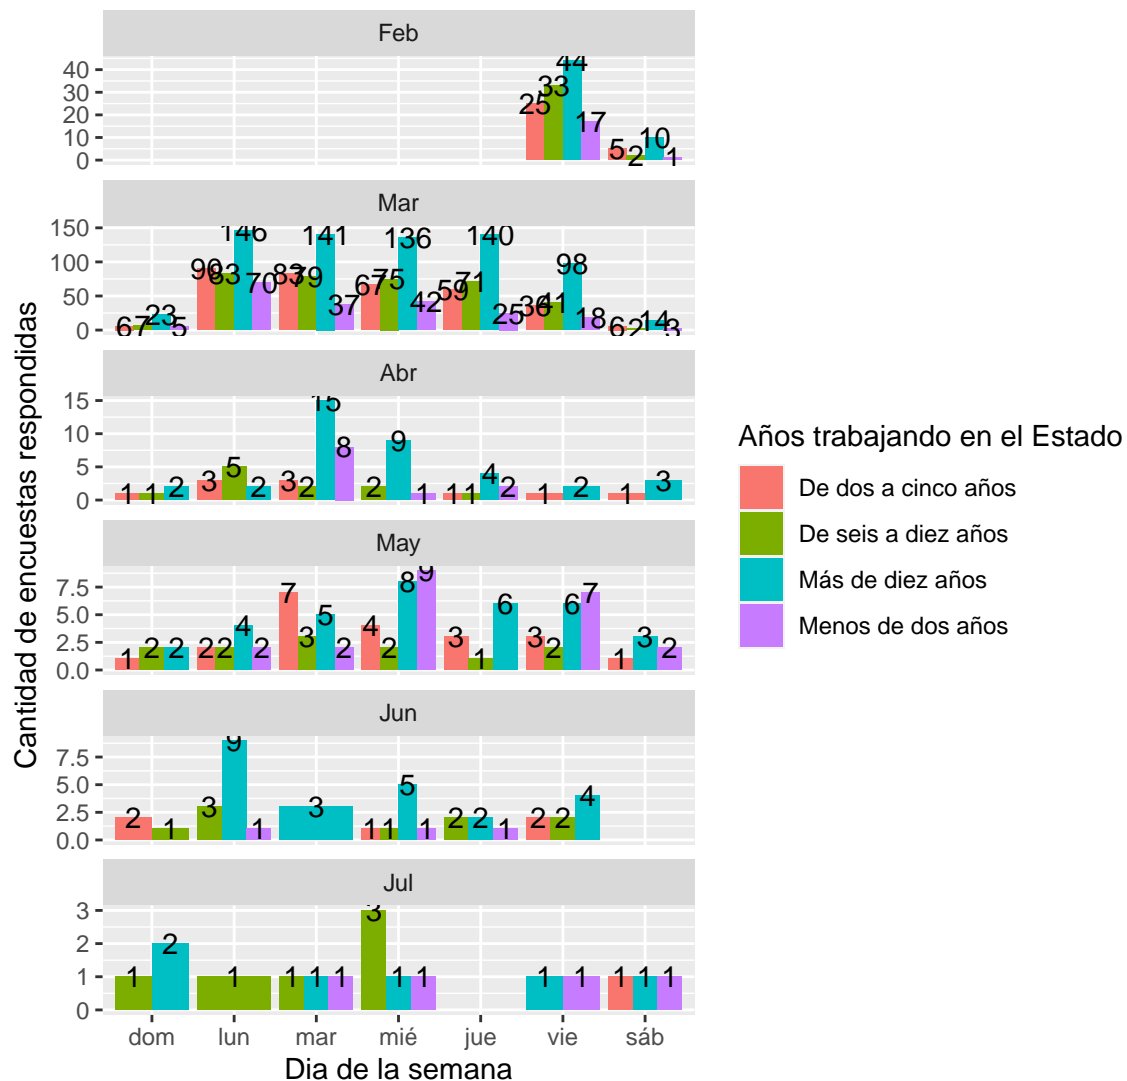 Feb
40
30
20
10
0
25 33 44 17 5 2 10 1
Mar
150
100
50
0
6 7 23 5 90 83 146 70 83 79 141 37 67 75 136 42 59 71 140 25 36 41 98 18 6 2 14 3
Abr
15
10
5
0
1 1 2 3 5 2 3 2 15 8 2 9 1 1 1 4 2 1 2 1 3
May
7.5
5.0
2.5
0.0
1 2 2 2 2 4 2 7 3 5 2 4 2 8 9 3 1 6 3 2 6 7 1 3 2
Jun
7.5
5.0
2.5
0.0
2 1 3 9 1 3 1 1 5 1 2 2 1 2 2 4
Jul
3
2
1
0
1 2 1 1 1 1 3 1 1 1 1 1 1 1
dom lun mar mié jue vie sáb
Dia de la semana
Cantidad de encuestas respondidas
Años trabajando en el Estado
De dos a cinco años
De seis a diez años
Más de diez años
Menos de dos años